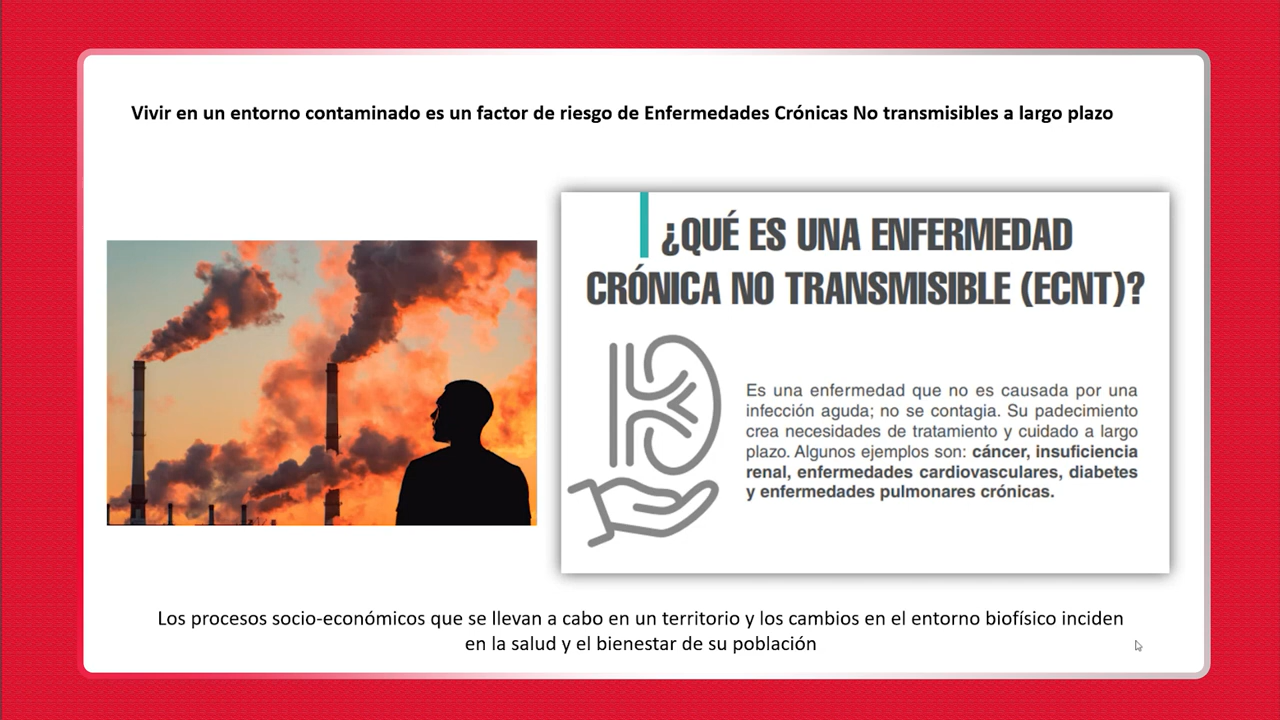 Vivir en un entorno contaminado es un factor de riesgo de Enfermedades Crónicas No transmisibles a largo plazo
¿QUÉ ES UNA ENFERMEDAD
CRÓNICA NO TRANSMISIBLE (ECNT)?
Es una enfermedad que no es causada por una
infección aguda; no se contagia. Su padecimiento
crea necesidades de tratamiento y cuidado a largo
plazo. Algunos ejemplos son: cáncer, insuficiencia
renal, enfermedades cardiovasculares, diabetes
y enfermedades pulmonares crónicas.
Los procesos socio-económicos que se llevan a cabo en un territorio y los cambios en el entorno biofísico inciden
en la salud y el bienestar de su población